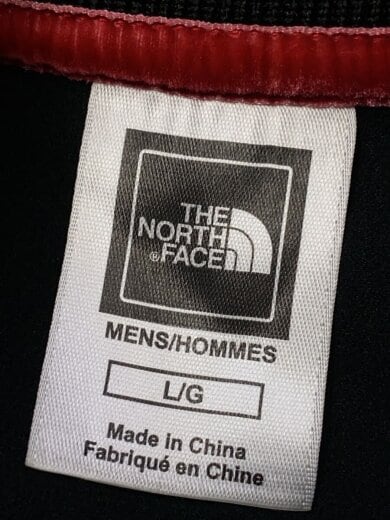 THE
NORTH
®FACE
MENS/HOMMES
L/G
Made in China
Fabriqué en Chine